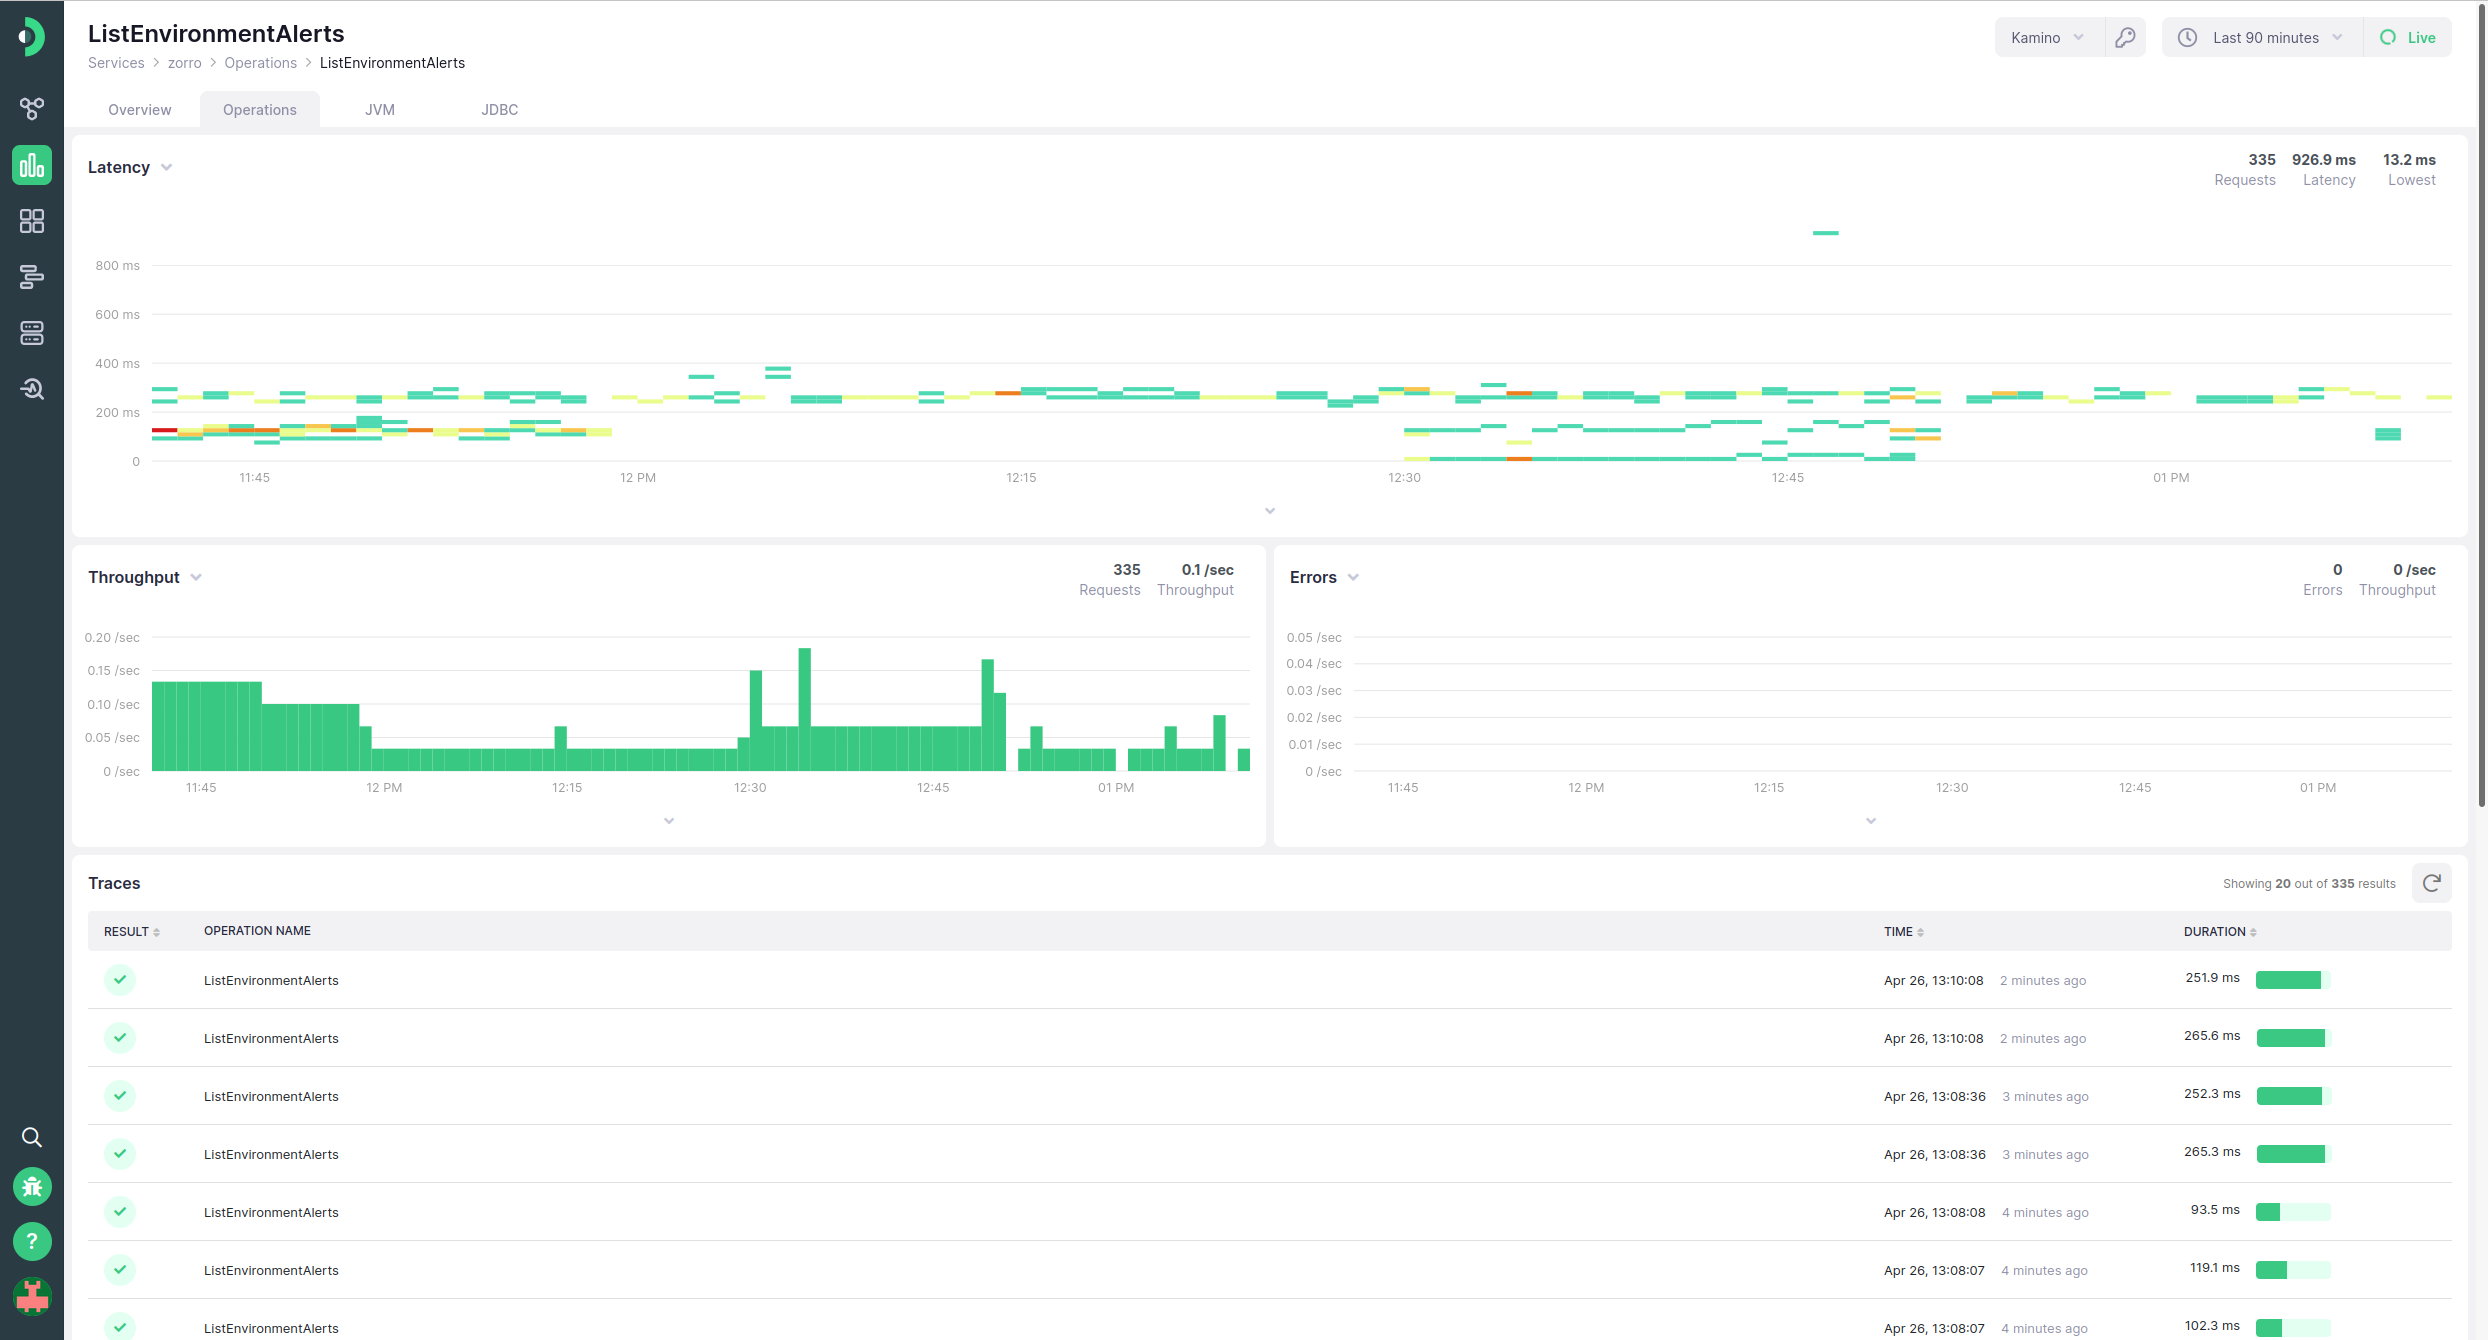 ListEnvironmentAlerts
Services > zorro > Operations > ListEnvironmentAlerts
Kamino
Last 90 minutes
Live
Overview Operations JVM JDBC
Latency
335 926.9 ms 13.2 ms
Requests Latency Lowest
800 ms
600 ms
400 ms
200 ms
0
11:45 12 PM 12:15 12:30 12:45 01 PM
Throughput
335 0.1 /sec
Requests Throughput
0.20 /sec
0.15 /sec
0.10 /sec
0.05 /sec
0 /sec
11:45 12 PM 12:15 12:30 12:45 01 PM
Errors
0 0 /sec
Errors Throughput
0.05 /sec
0.04 /sec
0.03 /sec
0.02 /sec
0.01 /sec
0 /sec
11:45 12 PM 12:15 12:30 12:45 01 PM
Traces
Showing 20 out of 335 results
RESULT OPERATION NAME TIME DURATION
ListEnvironmentAlerts Apr 26, 13:10:08 2 minutes ago 251.9 ms
ListEnvironmentAlerts Apr 26, 13:10:08 2 minutes ago 265.6 ms
ListEnvironmentAlerts Apr 26, 13:08:36 3 minutes ago 252.3 ms
ListEnvironmentAlerts Apr 26, 13:08:36 3 minutes ago 265.3 ms
ListEnvironmentAlerts Apr 26, 13:08:08 4 minutes ago 93.5 ms
ListEnvironmentAlerts Apr 26, 13:08:07 4 minutes ago 119.1 ms
ListEnvironmentAlerts Apr 26, 13:08:07 4 minutes ago 102.3 ms
?